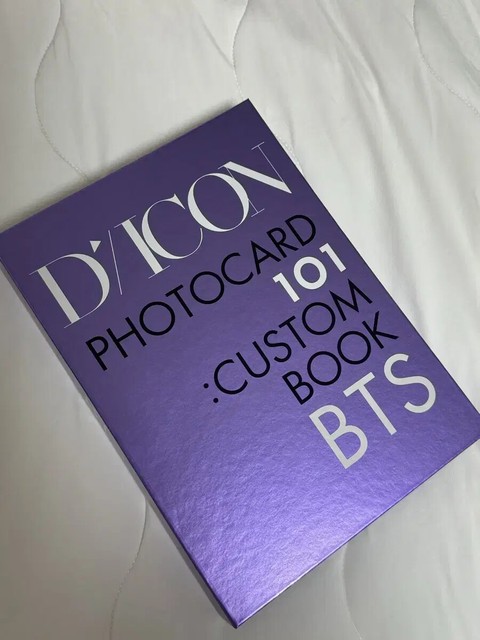 D'/ICON
PHOTOCARD
101
:CUSTOM
BOOK
BTS